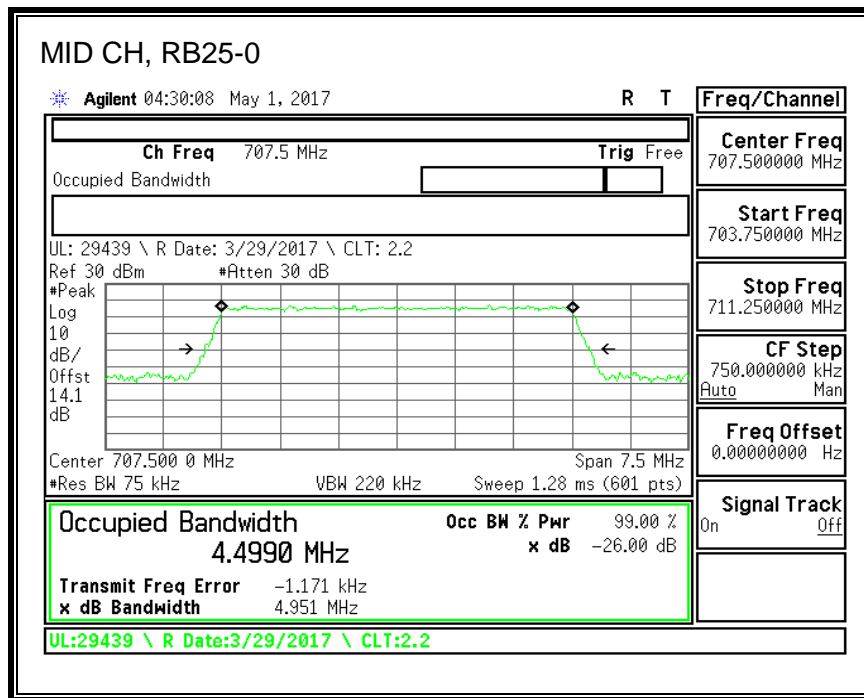 MID CH, RB25-0
Agilent 04:30:08 May 1, 2017 R T
Ch Freq 707.5 MHz Trig Free
Occupied Bandwidth
UL: 29439 \ R Date: 3/29/2017 \ CLT: 2.2
Ref 30 dBm #Atten 30 dB
#Peak
Log
10
dB/
Offst
14.1
dB
Center 707.500 0 MHz Span 7.5 MHz
#Res BW 75 kHz VBW 220 kHz Sweep 1.28 ms (601 pts)
Occupied Bandwidth Occ BW % Pwr 99.00 %
4.4990 MHz x dB -26.00 dB
Transmit Freq Error -1.171 kHz
x dB Bandwidth 4.951 MHz
UL:29439 \ R Date:3/29/2017 \ CLT:2.2
Freq/Channel
Center Freq
707.500000 MHz
Start Freq
703.750000 MHz
Stop Freq
711.250000 MHz
CF Step
750.000000 kHz
Auto Man
Freq Offset
0.00000000 Hz
Signal Track
On Off